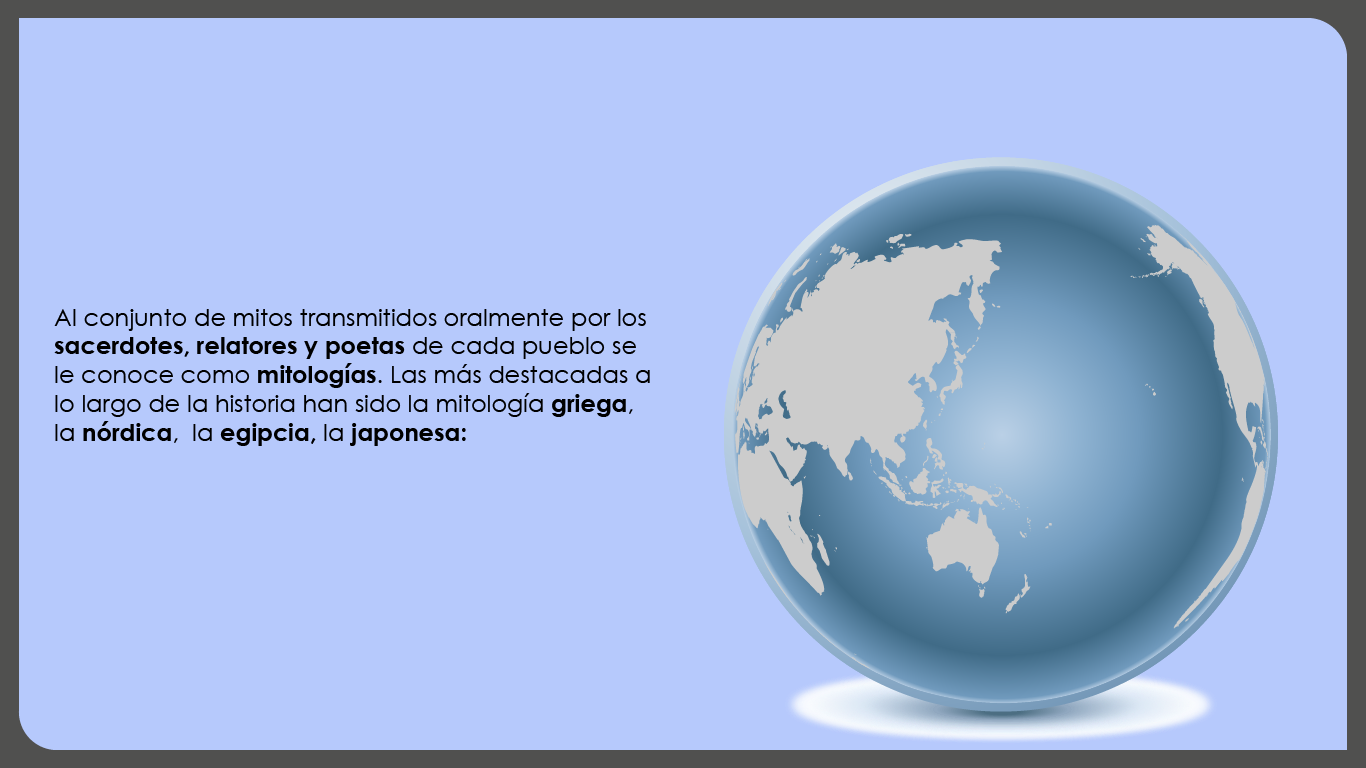 Al conjunto de mitos transmitidos oralmente por los
sacerdotes, relatores y poetas de cada pueblo se
le conoce como mitologías. Las más destacadas a
lo largo de la historia han sido la mitología griega,
la nórdica,  la egipcia, la japonesa: